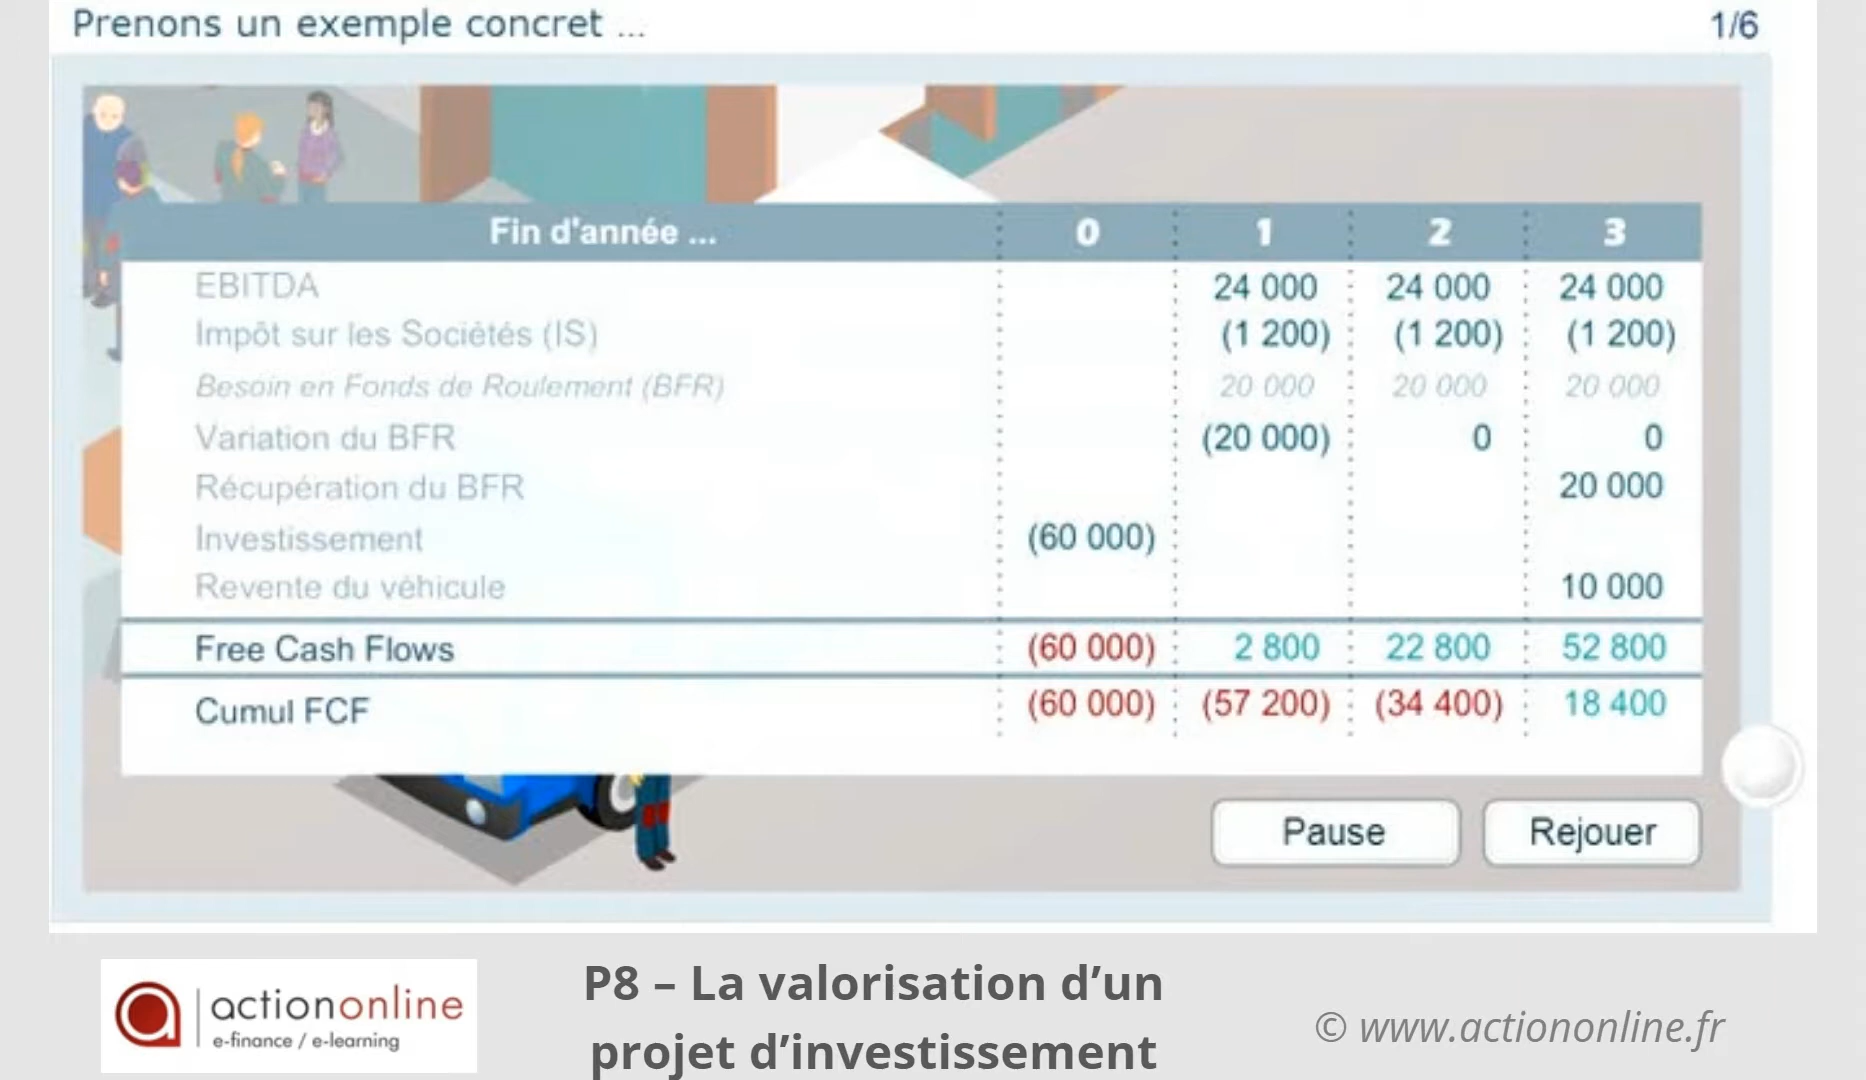 Prenons un exemple concret ... 1/6
Fin d'année ... 0 1 2 3
EBITDA 24 000 24 000 24 000
Impôt sur les Sociétés (IS) (1 200) (1 200) (1 200)
Besoin en Fonds de Roulement (BFR) 20 000 20 000 20 000
Variation du BFR (20 000) 0 0
Récupération du BFR 20 000
Investissement (60 000)
Revente du véhicule 10 000
Free Cash Flows (60 000) 2 800 22 800 52 800
Cumul FCF (60 000) (57 200) (34 400) 18 400
Pause Rejouer
actiononline
e-finance / e-learning
P8 – La valorisation d’un
projet d’investissement
© www.actiononline.fr